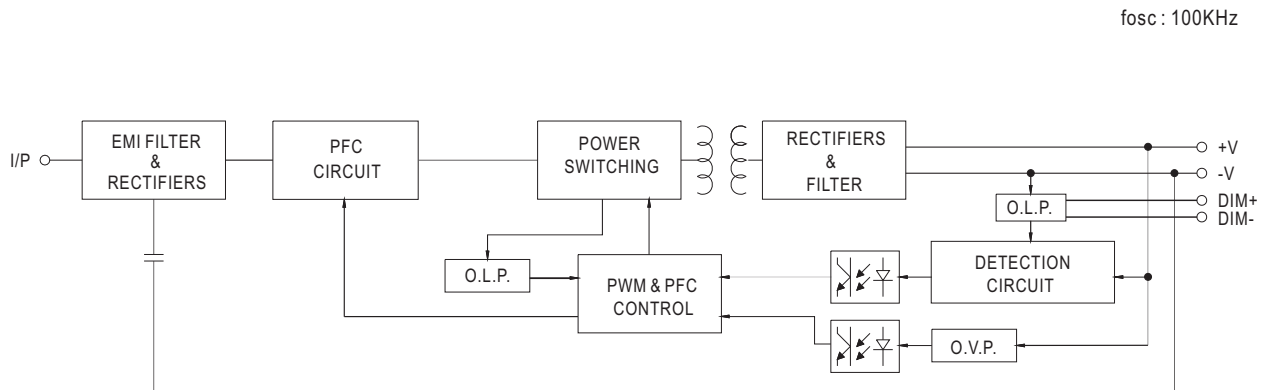 fosc : 100KHz
I/P
EMI FILTER
&
RECTIFIERS
PFC
CIRCUIT
POWER
SWITCHING
RECTIFIERS
&
FILTER
+V
-V
DIM+
DIM-
O.L.P.
O.L.P.
PWM & PFC
CONTROL
DETECTION
CIRCUIT
O.V.P.